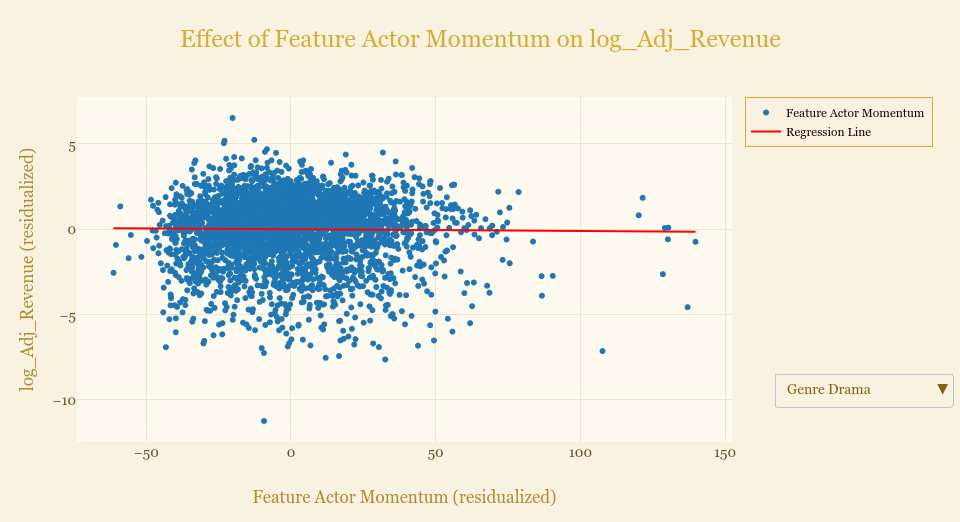 Effect of Feature Actor Momentum on log_Adj_Revenue
Feature Actor Momentum
Regression Line
log_Adj_Revenue (residualized)
5
0
−5
−10
−50
0
50
100
150
Feature Actor Momentum (residualized)
Genre Drama
▼